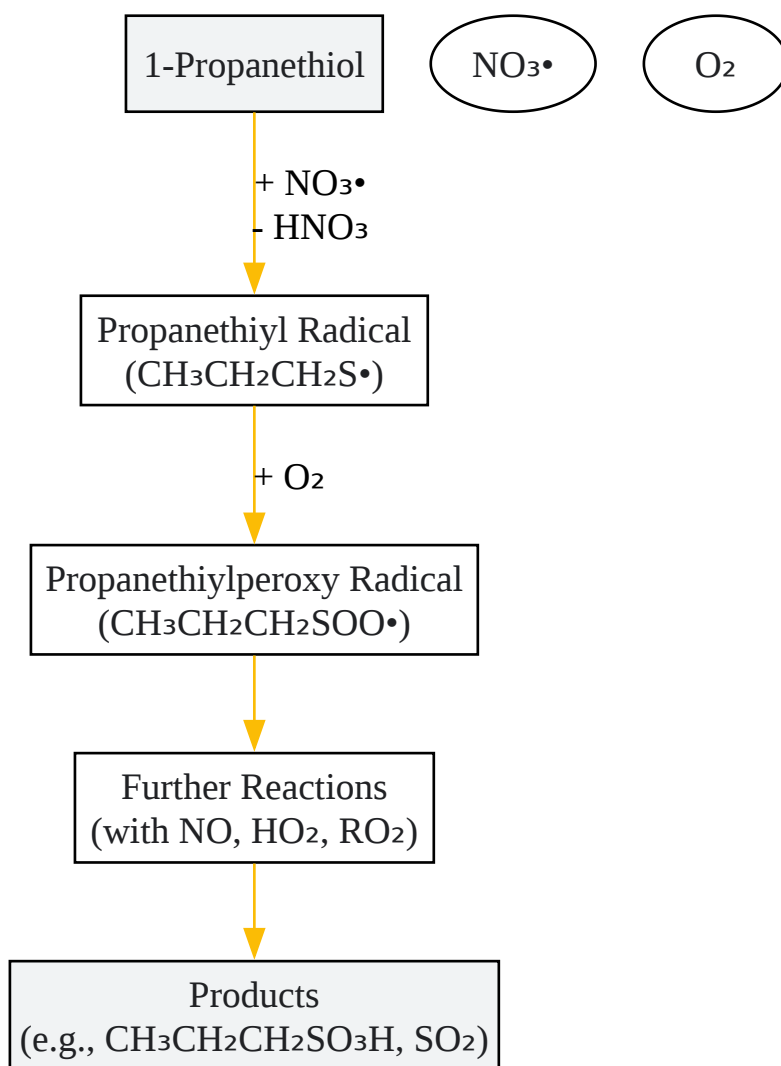 1-Propanethiol
NO₃•
O₂
+ NO₃•
- HNO₃
Propanethiyl Radical
(CH₃CH₂CH₂S•)
+ O₂
Propanethiylperoxy Radical
(CH₃CH₂CH₂SOO•)
Further Reactions
(with NO, HO₂, RO₂)
Products
(e.g., CH₃CH₂CH₂SO₃H, SO₂)